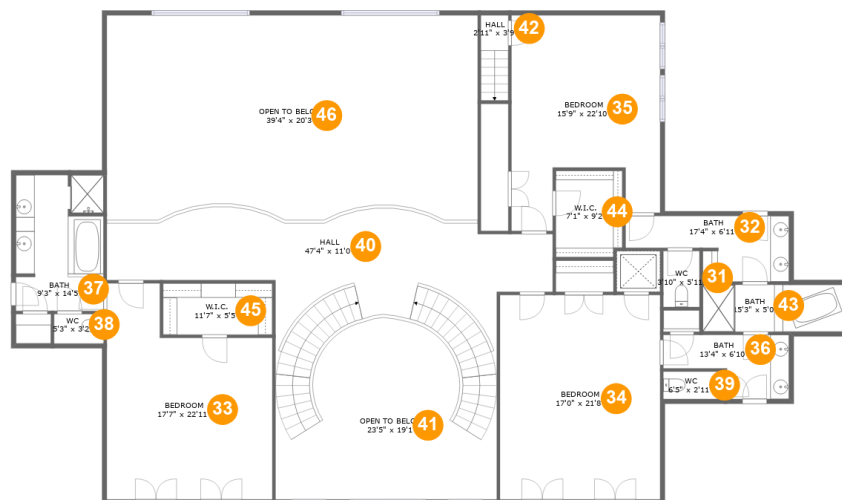 HALL 42
2'11" x 3'9
OPEN TO BELO 46
39'4" x 20'3
BEDROOM 35
15'9" x 22'10
W.I.C. 44
7'1" x 9'2
BATH 32
17'4" x 6'11
HALL 40
47'4" x 11'0
WC 31
3'10" x 5'11
BATH 37
9'3" x 14'5
BATH 43
15'3" x 5'0
W.I.C. 45
11'7" x 5'5
WC 38
5'3" x 3'2
BATH 36
13'4" x 6'10
WC 39
6'5" x 2'11
BEDROOM 33
17'7" x 22'11
BEDROOM 34
17'0" x 21'8
OPEN TO BELO 41
23'5" x 19'1